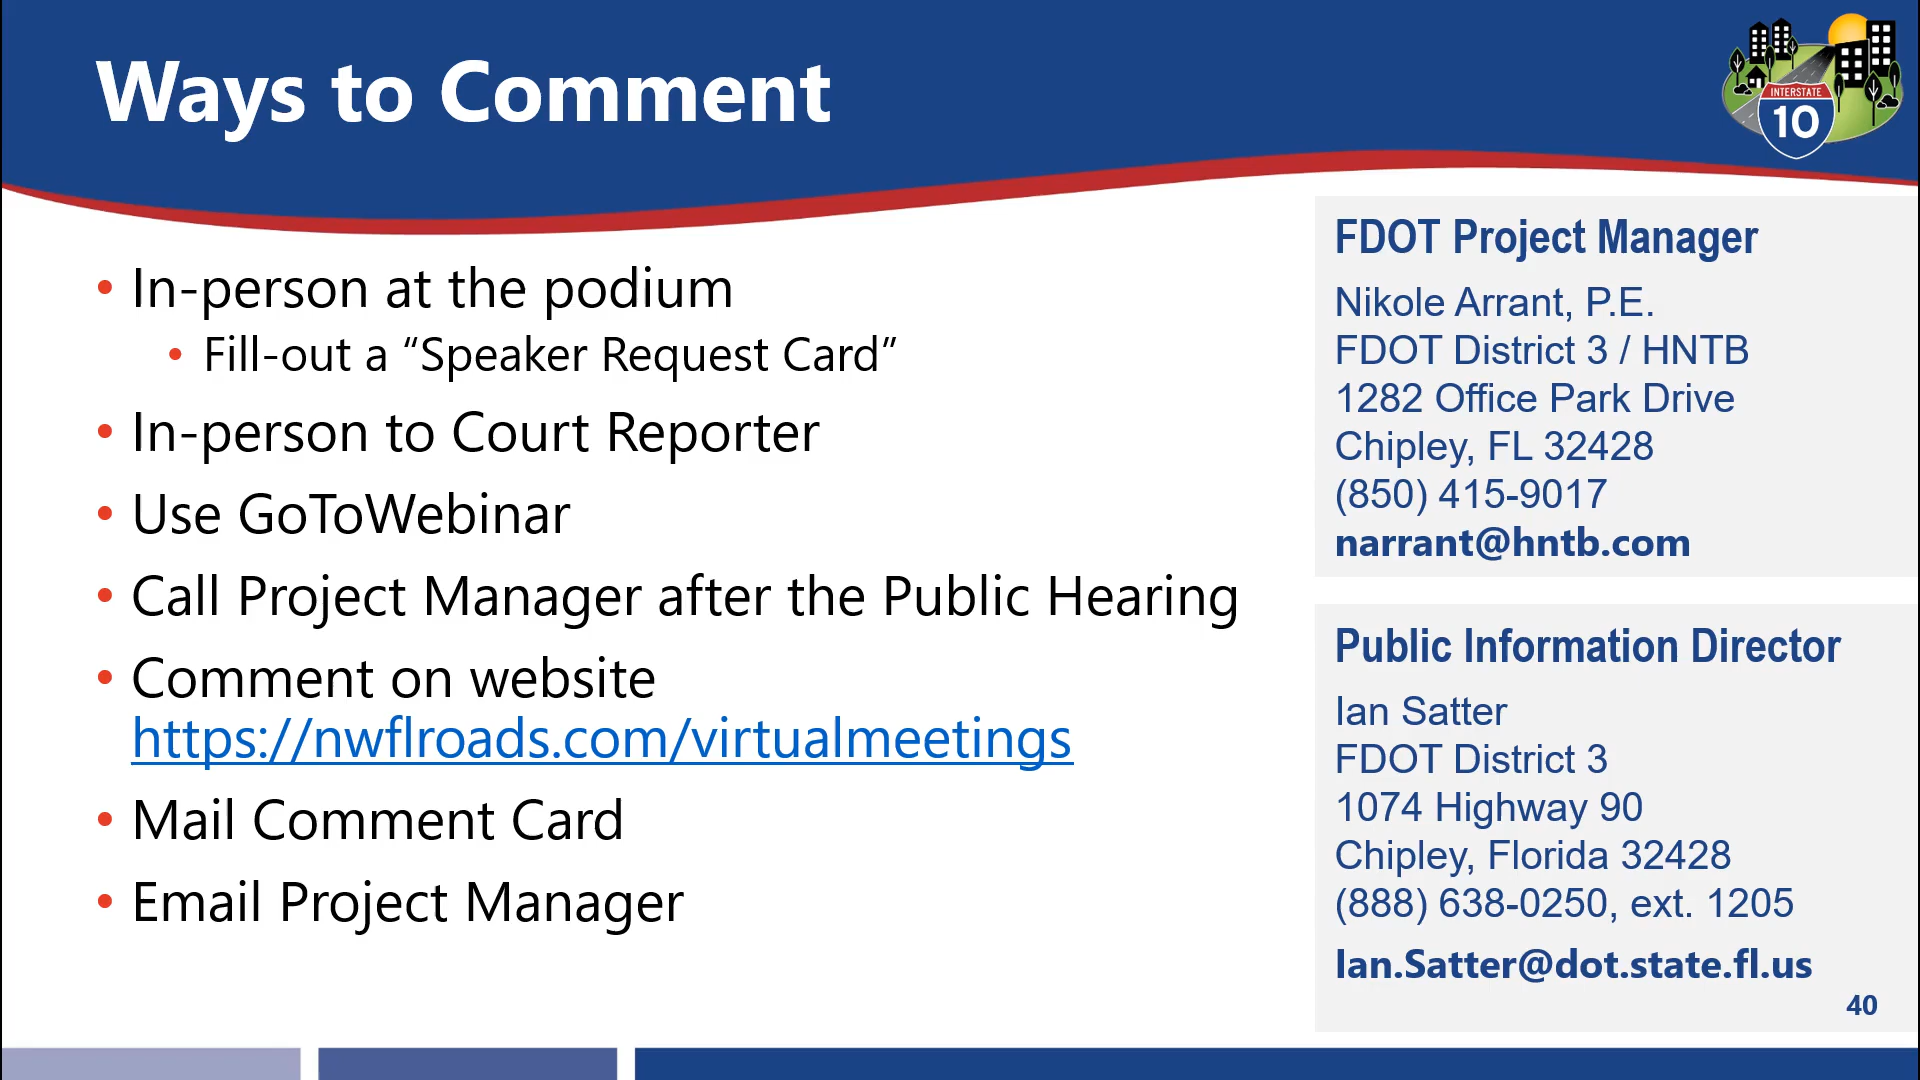 Ways to Comment
INTERSTATE
10
• In-person at the podium
• Fill-out a “Speaker Request Card”
• In-person to Court Reporter
• Use GoToWebinar
• Call Project Manager after the Public Hearing
• Comment on website
https://nwflroads.com/virtualmeetings
• Mail Comment Card
• Email Project Manager
FDOT Project Manager
Nikole Arrant, P.E.
FDOT District 3 / HNTB
1282 Office Park Drive
Chipley, FL 32428
(850) 415-9017
narrant@hntb.com
Public Information Director
Ian Satter
FDOT District 3
1074 Highway 90
Chipley, Florida 32428
(888) 638-0250, ext. 1205
Ian.Satter@dot.state.fl.us
40